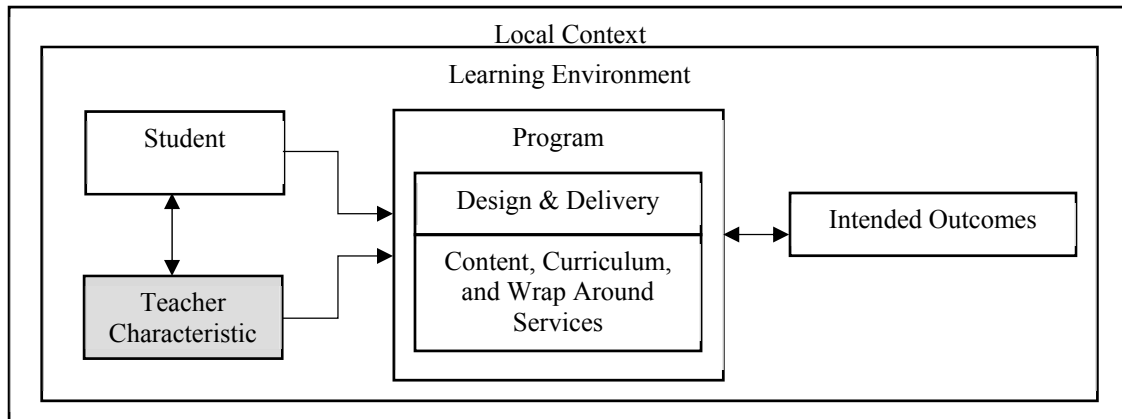 Local Context
Learning Environment
Student
Teacher
Characteristic
Program
Design & Delivery
Content, Curriculum,
and Wrap Around
Services
Intended Outcomes